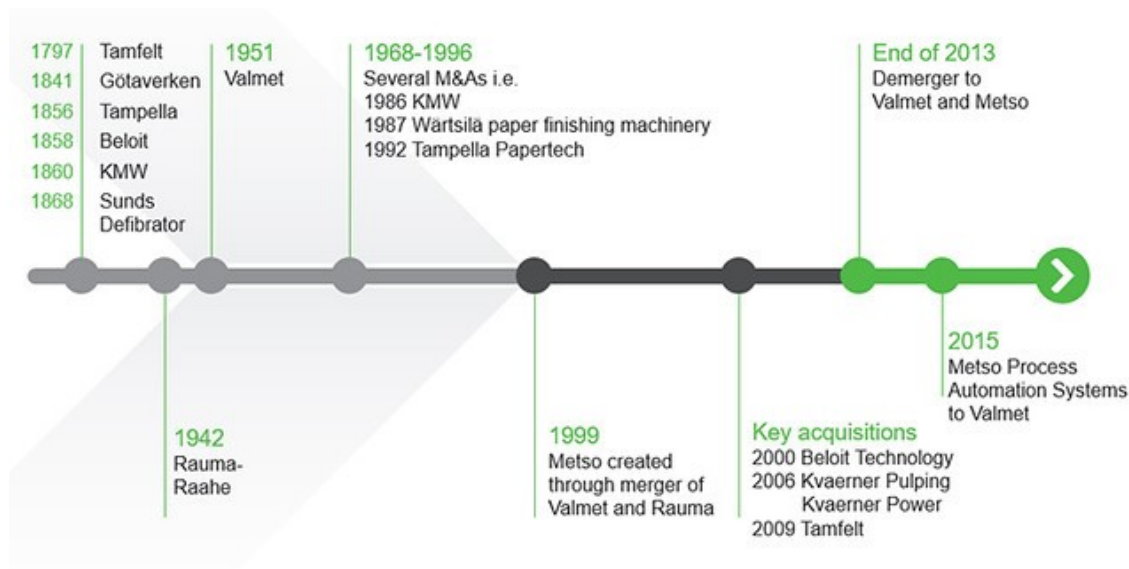 1797 Tamfelt
1841 Götaverken
1856 Tampella
1858 Beloit
1860 KMW
1868 Sunds
Defibrator
1942
Rauma-
Raahe
1951
Valmet
1968-1996
Several M&As i.e.
1986 KMW
1987 Wärtsilä paper finishing machinery
1992 Tampella Papertech
1999
Metso created
through merger of
Valmet and Rauma
Key acquisitions
2000 Beloit Technology
2006 Kvaerner Pulping
Kvaerner Power
2009 Tamfelt
End of 2013
Demerger to
Valmet and Metso
2015
Metso Process
Automation Systems
to Valmet